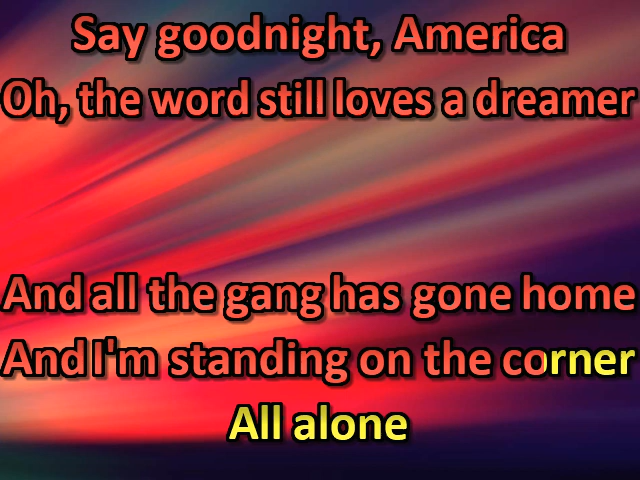 Say goodnight, America
Oh, the word still loves a dreamer
And all the gang has gone home
And I'm standing on the corner
All alone